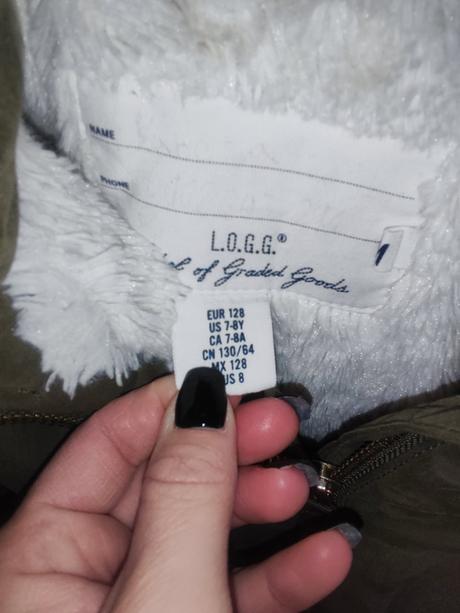 NAME
PHONE
L.O.G.G.®
of Graded Goods
EUR 128
US 7-8Y
CA 7-8A
CN 130/64
MX 128
US 8